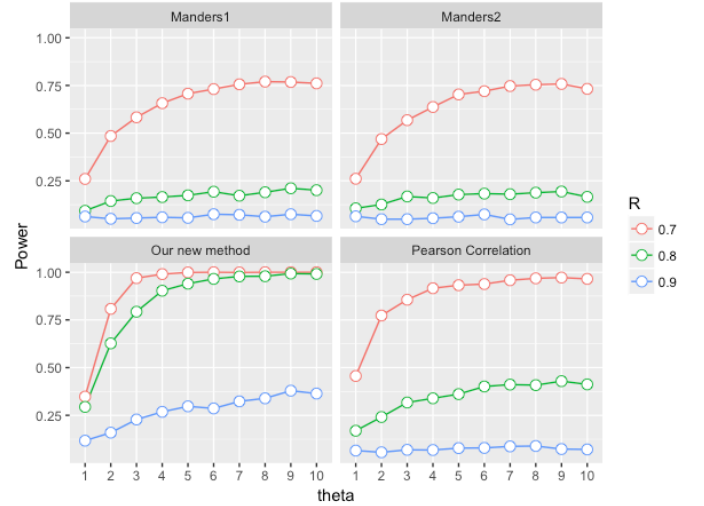 Manders1
Manders2
1.00
0.75
0.50
0.25
Power
Our new method
Pearson Correlation
1.00
0.75
0.50
0.25
1 2 3 4 5 6 7 8 9 10
1 2 3 4 5 6 7 8 9 10
theta
R
0.7
0.8
0.9